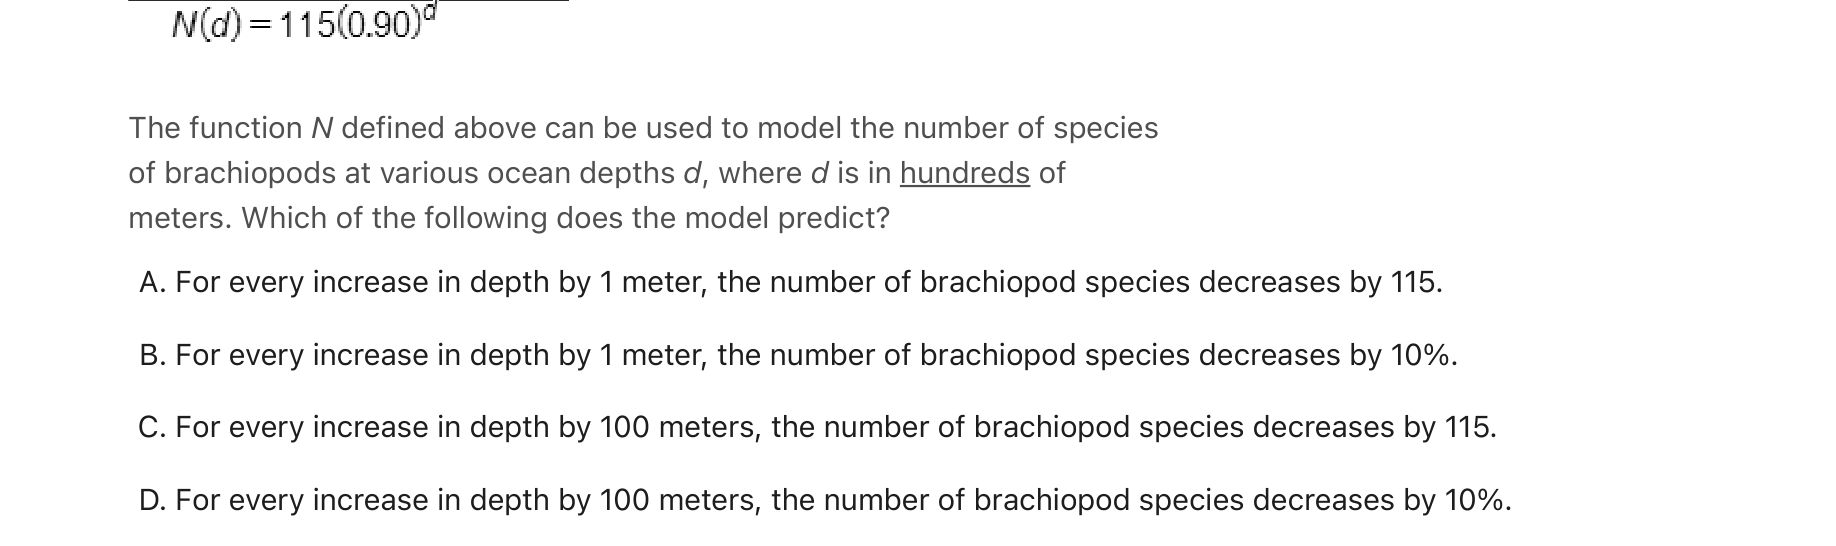 N(d)=115(0.90)^d
The function N defined above can be used to model the number of species
of brachiopods at various ocean depths d, where d is in hundreds of
meters. Which of the following does the model predict?
A. For every increase in depth by 1 meter, the number of brachiopod species decreases by 115.
B. For every increase in depth by 1 meter, the number of brachiopod species decreases by 10%.
C. For every increase in depth by 100 meters, the number of brachiopod species decreases by 115.
D. For every increase in depth by 100 meters, the number of brachiopod species decreases by 10%.